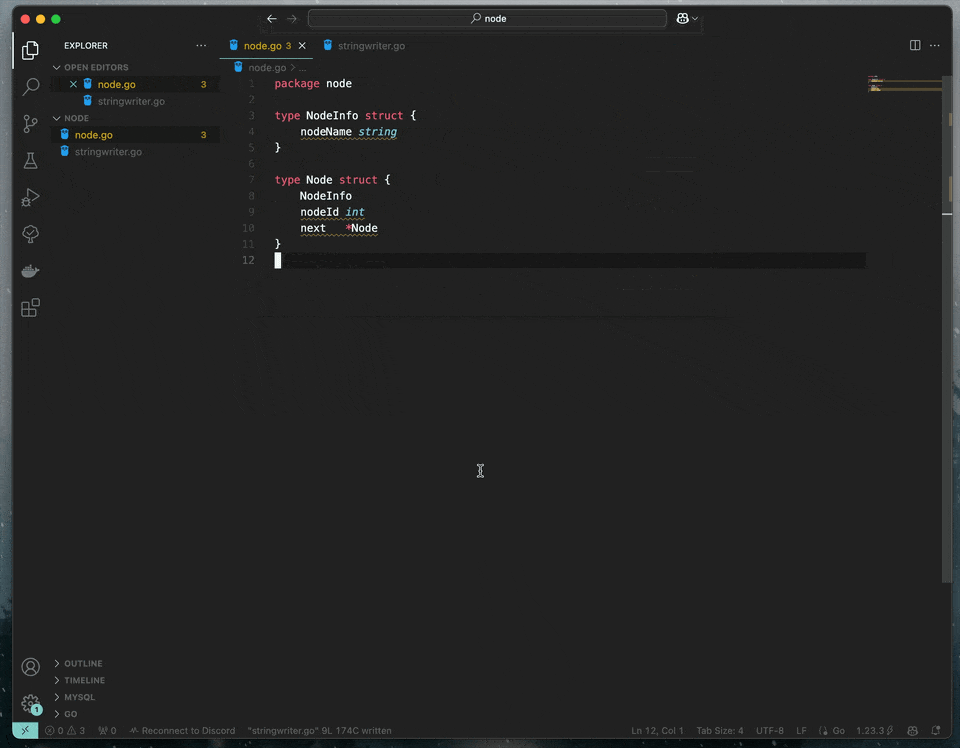 node
EXPLORER
OPEN EDITORS
node.go 3
stringwriter.go
NODE
node.go 3
stringwriter.go
OUTLINE
TIMELINE
MYSQL
GO
node.go 3
stringwriter.go
node.go > ...
1 package node
2
3 type NodeInfo struct {
4 nodeName string
5 }
6
7 type Node struct {
8 NodeInfo
9 nodeId int
10 next *Node
11 }
12
1
0 3 0 Reconnect to Discord "stringwriter.go" 9L 174C written Ln 12, Col 1 Tab Size: 4 UTF-8 LF Go 1.23.3